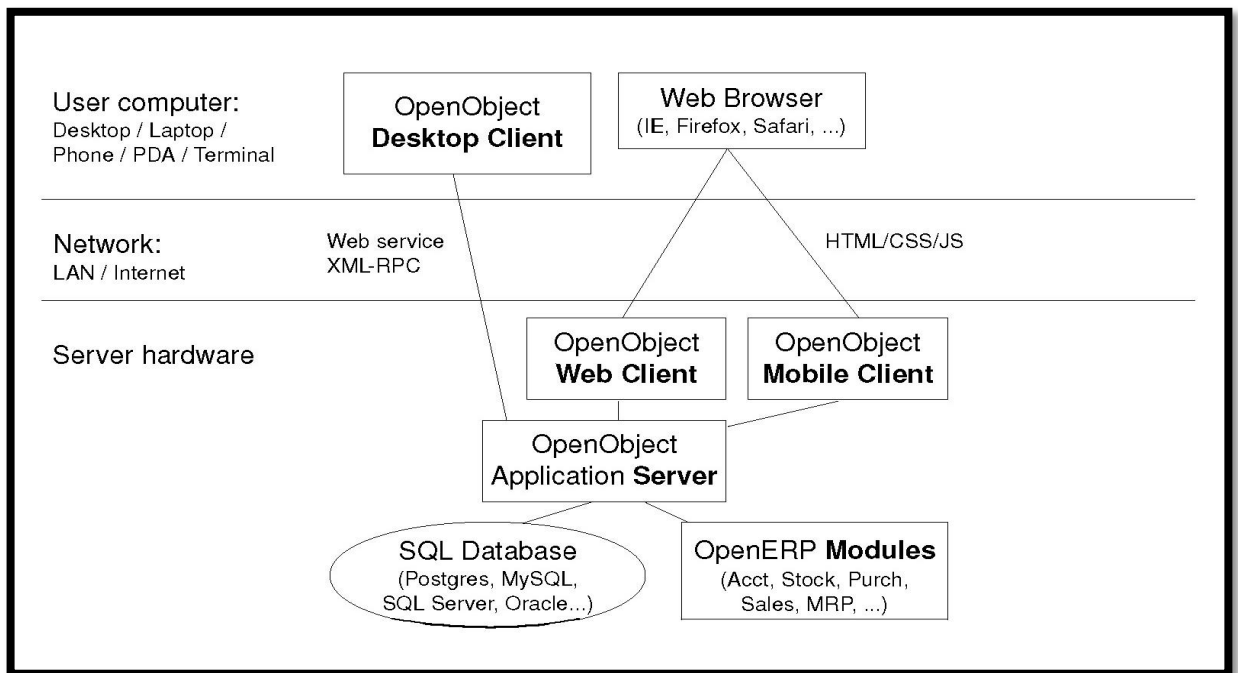 User computer:
Desktop / Laptop /
Phone / PDA / Terminal
OpenObject
Desktop Client
Web Browser
(IE, Firefox, Safari, ...)
Network:
LAN / Internet
Web service
XML-RPC
HTML/CSS/JS
Server hardware
OpenObject
Web Client
OpenObject
Mobile Client
OpenObject
Application Server
SQL Database
(Postgres, MySQL,
SQL Server, Oracle...)
OpenERP Modules
(Acct, Stock, Purch,
Sales, MRP, ...)